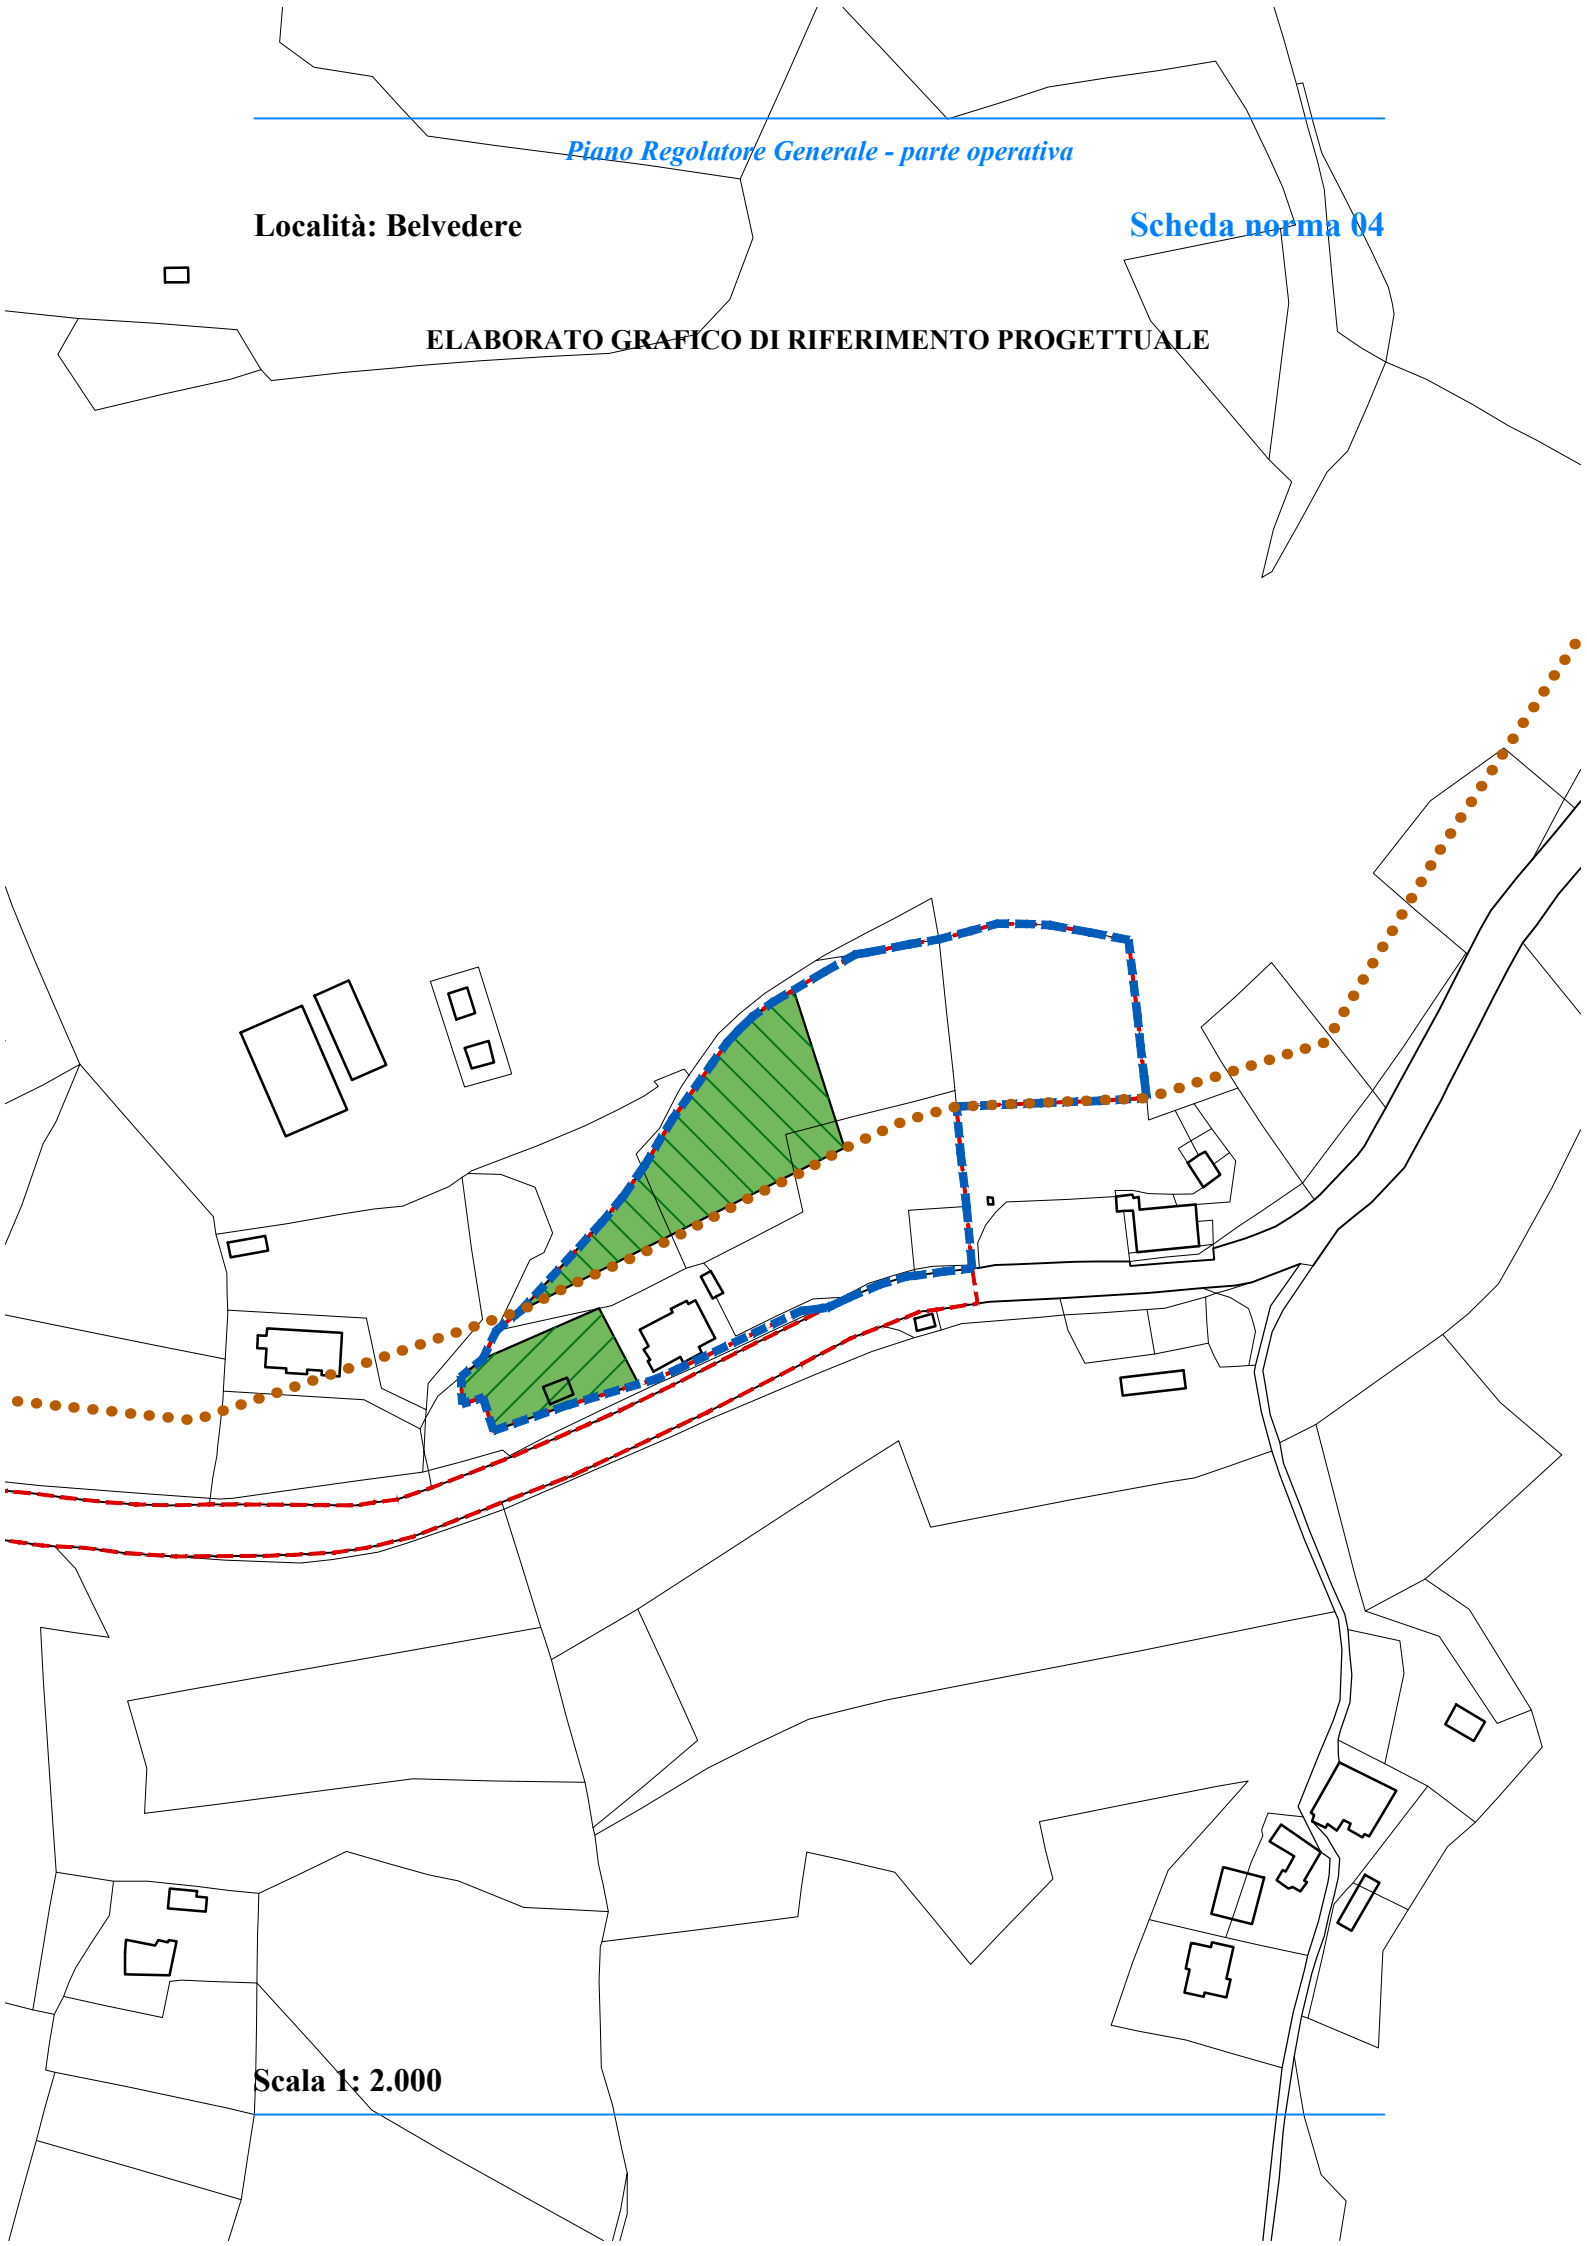 Piano Regolatore Generale - parte operativa
Località: Belvedere
Scheda norma 04
ELABORATO GRAFICO DI RIFERIMENTO PROGETTUALE
Scala 1: 2.000